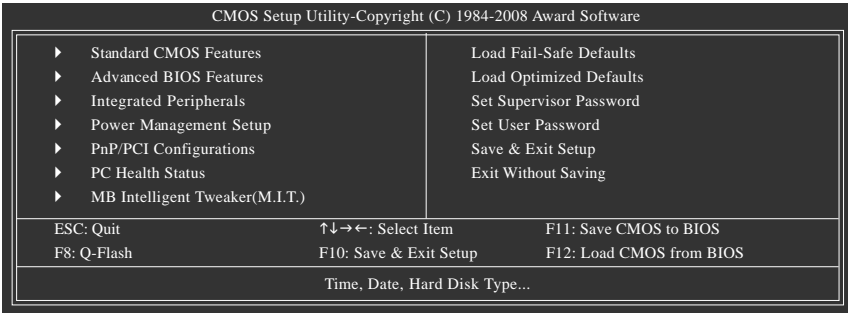 CMOS Setup Utility-Copyright (C) 1984-2008 Award Software
Standard CMOS Features
Advanced BIOS Features
Integrated Peripherals
Power Management Setup
PnP/PCI Configurations
PC Health Status
MB Intelligent Tweaker(M.I.T.)
Load Fail-Safe Defaults
Load Optimized Defaults
Set Supervisor Password
Set User Password
Save & Exit Setup
Exit Without Saving
ESC: Quit ↑↓→←: Select Item F11: Save CMOS to BIOS
F8: Q-Flash F10: Save & Exit Setup F12: Load CMOS from BIOS
Time, Date, Hard Disk Type...